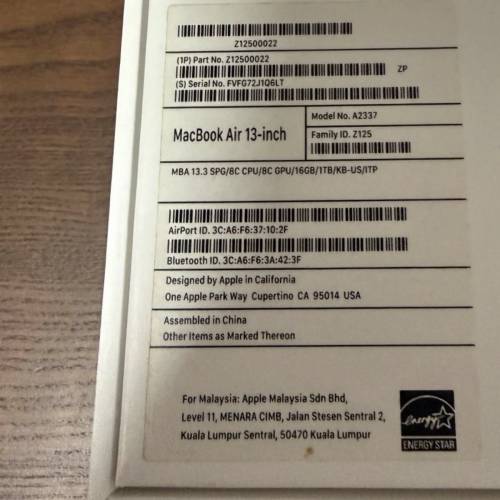 Z12500022
(1P) Part No. Z12500022
ZP
(S) Serial No. FVFG72J1Q6LT
MacBook Air 13-inch
Model No. A2337
Family ID. Z125
MBA 13.3 SPG/8C CPU/8C GPU/16GB/1TB/KB-US/ITP
AirPort ID. 3C:A6:F6:37:10:2F
Bluetooth ID. 3C:A6:F6:3A:42:3F
Designed by Apple in California
One Apple Park Way Cupertino CA 95014 USA
Assembled in China
Other Items as Marked Thereon
For Malaysia: Apple Malaysia Sdn Bhd,
Level 11, MENARA CIMB, Jalan Stesen Sentral 2,
Kuala Lumpur Sentral, 50470 Kuala Lumpur
energy
ENERGY STAR